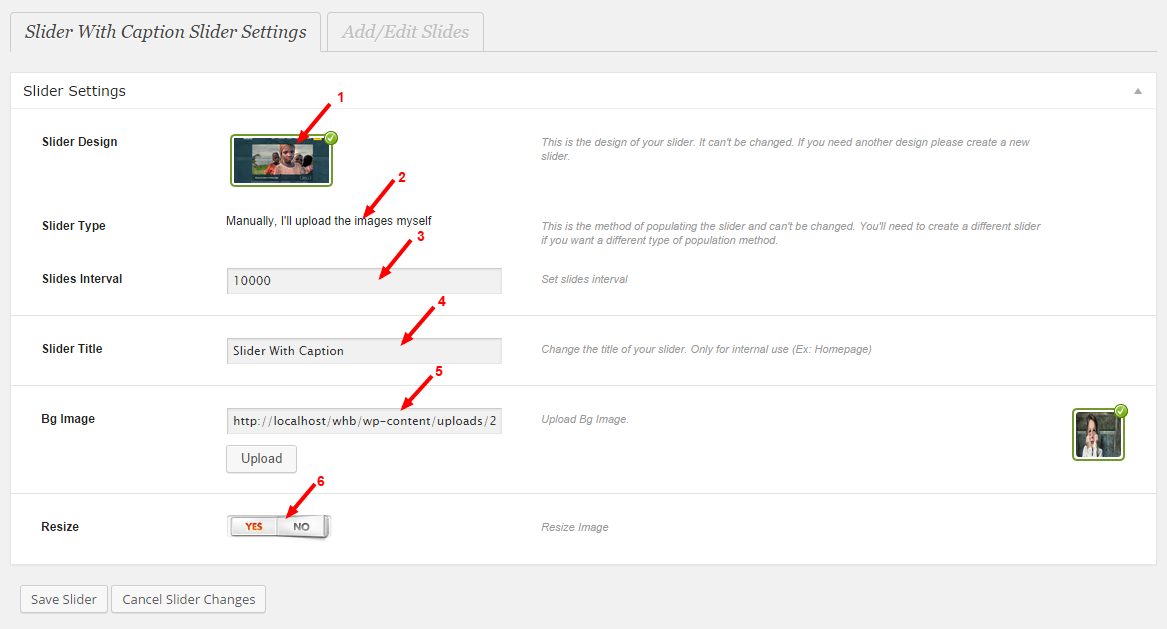 Slider With Caption Slider Settings
Add/Edit Slides
Slider Settings
1
Slider Design
This is the design of your slider. It can't be changed. If you need another design please create a new
slider.
2
Slider Type
Manually, I'll upload the images myself
This is the method of populating the slider and can't be changed. You'll need to create a different slider
if you want a different type of population method.
3
Slides Interval
10000
Set slides interval
4
Slider Title
Slider With Caption
Change the title of your slider. Only for internal use (Ex: Homepage)
5
Bg Image
http://localhost/whb/wp-content/uploads/2
Upload Bg Image.
Upload
6
Resize
YES
NO
Resize Image
Save Slider
Cancel Slider Changes